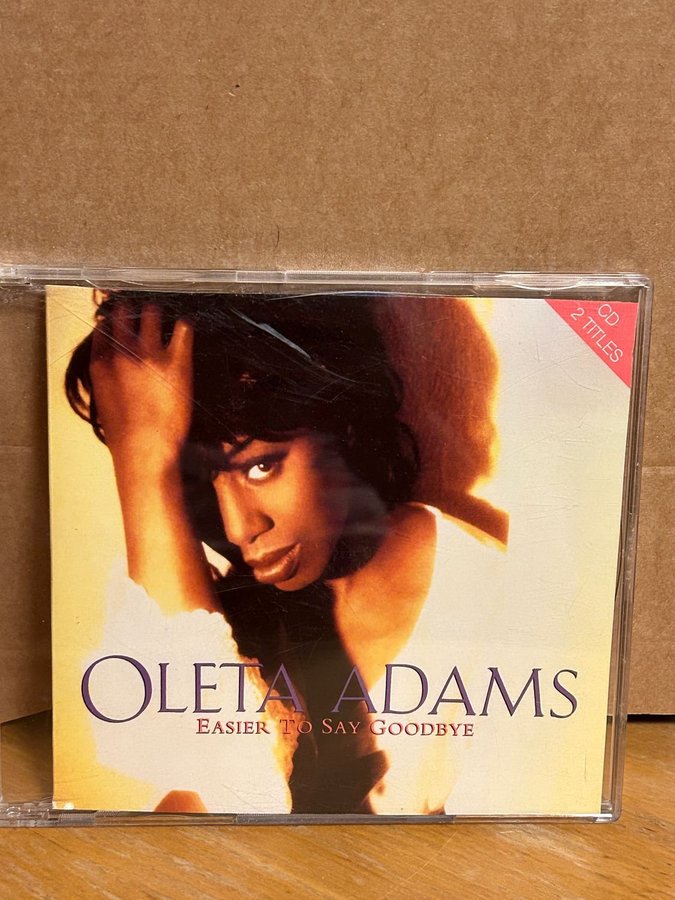 CD
2 TITLES
OLETA ADAMS
EASIER TO SAY GOODBYE